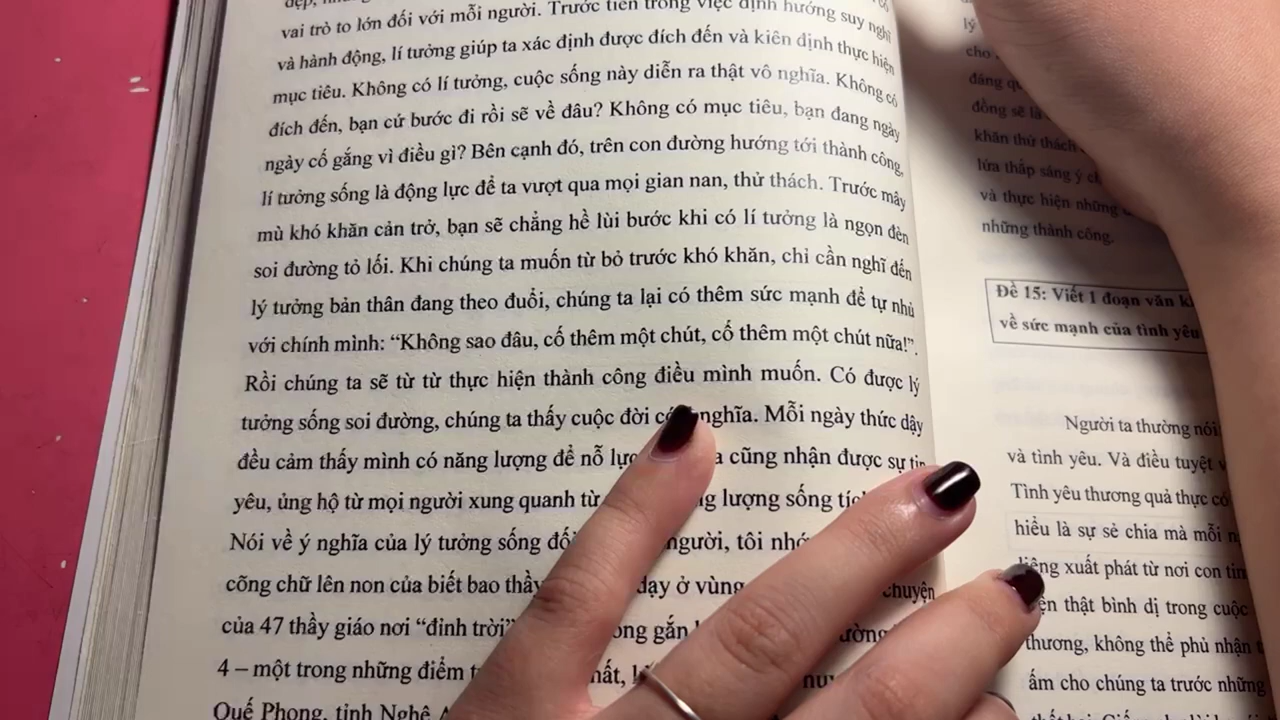 vai trò to lớn đối với mỗi người. Trước tiên trong việc định hướng suy nghĩ
và hành động, lí tưởng giúp ta xác định được đích đến và kiên định thực hiện
mục tiêu. Không có lí tưởng, cuộc sống này diễn ra thật vô nghĩa. Không có
đích đến, bạn cứ bước đi rồi sẽ về đâu? Không có mục tiêu, bạn đang ngày
ngày cố gắng vì điều gì? Bên cạnh đó, trên con đường hướng tới thành công,
lí tưởng sống là động lực để ta vượt qua mọi gian nan, thử thách. Trước mây
mù khó khăn cản trở, bạn sẽ chẳng hề lùi bước khi có lí tưởng là ngọn đèn
soi đường tỏ lối. Khi chúng ta muốn từ bỏ trước khó khăn, chỉ cần nghĩ đến
lý tưởng bản thân đang theo đuổi, chúng ta lại có thêm sức mạnh để tự nhủ
với chính mình: “Không sao đâu, cố thêm một chút, cố thêm một chút nữa!”.
Rồi chúng ta sẽ từ từ thực hiện thành công điều mình muốn. Có được lý
tưởng sống soi đường, chúng ta thấy cuộc đời có nghĩa. Mỗi ngày thức dậy
đều cảm thấy mình có năng lượng để nỗ lực cũng nhận được sự tin
yêu, ủng hộ từ mọi người xung quanh từ lượng sống
Nói về ý nghĩa của lý tưởng sống người, tôi
cõng chữ lên non của biết bao thầy dạy ở vùng chuyện
của 47 thầy giáo nơi “đỉnh trời” gắn
4 – một trong những điểm
Quế Phong, tỉnh Nghệ
lý
cho
đáng
đồng sẽ là
khăn thử thách
lứa thắp sáng ý
và thực hiện những
những thành công.
Đề 15: Viết 1 đoạn văn
về sức mạnh của tình yêu
Người ta thường nói
và tình yêu. Và điều tuyệt
Tình yêu thương quả thực có
hiểu là sự sẻ chia mà mỗi
xuất phát từ nơi con tim
thật bình dị trong cuộc
thương, không thể phủ nhận
ấm cho chúng ta trước những